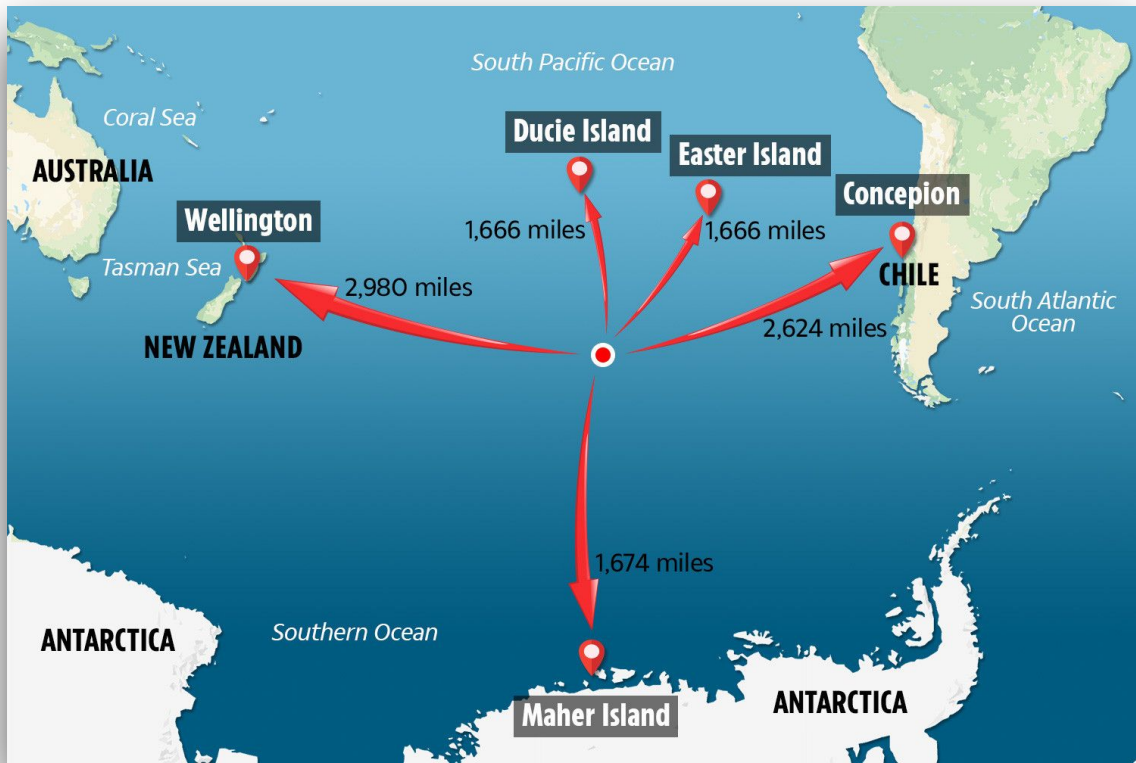 South Pacific Ocean
Coral Sea
Ducie Island
AUSTRALIA
Easter Island
Concepion
Wellington
1,666 miles
1,666 miles
Tasman Sea
2,980 miles
CHILE
South Atlantic
Ocean
2,624 miles
NEW ZEALAND
1,674 miles
Southern Ocean
ANTARCTICA
ANTARCTICA
Maher Island